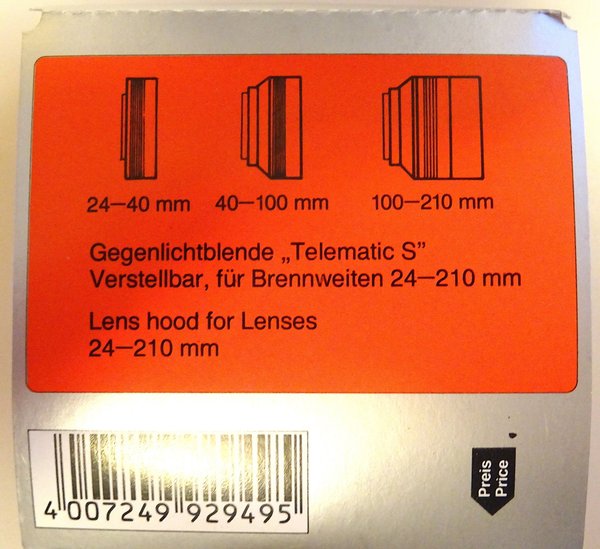 24–40 mm 40–100 mm 100–210 mm
Gegenlichtblende „Telematic S”
Verstellbar, für Brennweiten 24–210 mm
Lens hood for Lenses
24–210 mm
Preis
Price
4 007249 929495